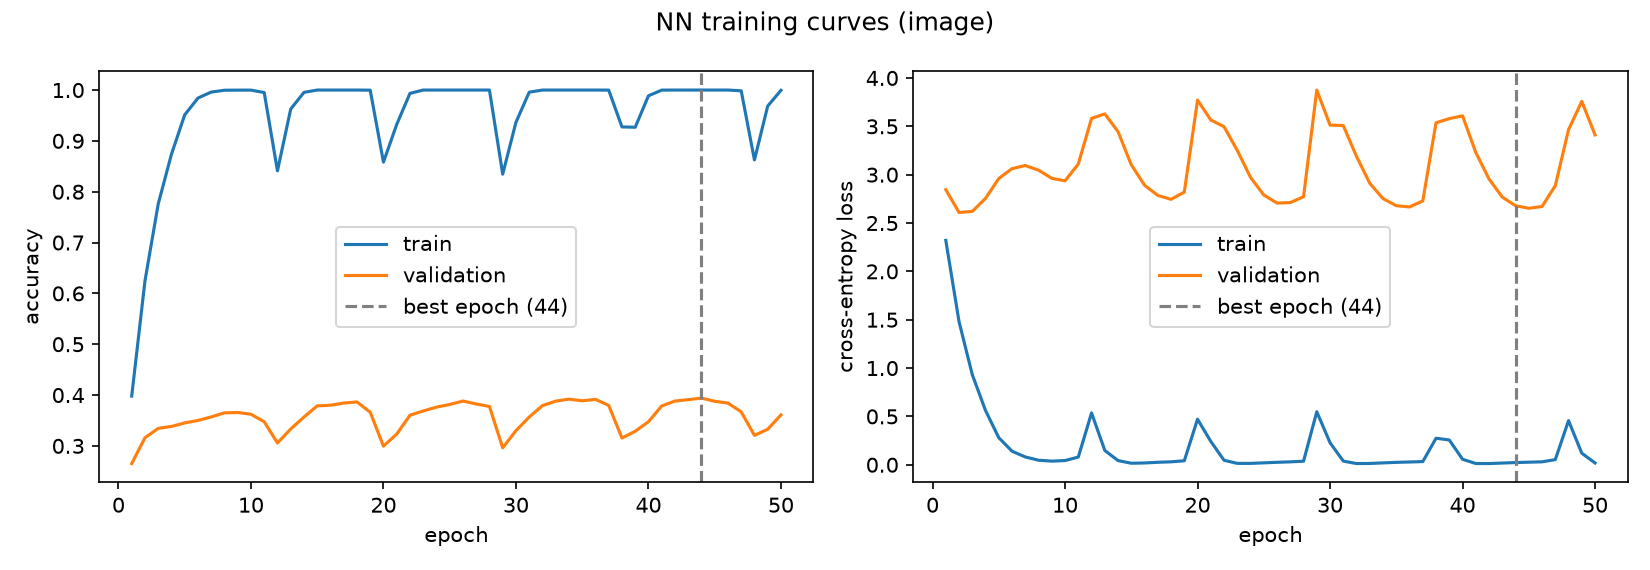 NN training curves (image)
accuracy
1.0
0.9
0.8
0.7
0.6
0.5
0.4
0.3
train
validation
best epoch (44)
0 10 20 30 40 50
epoch
cross-entropy loss
4.0
3.5
3.0
2.5
2.0
1.5
1.0
0.5
0.0
train
validation
best epoch (44)
0 10 20 30 40 50
epoch